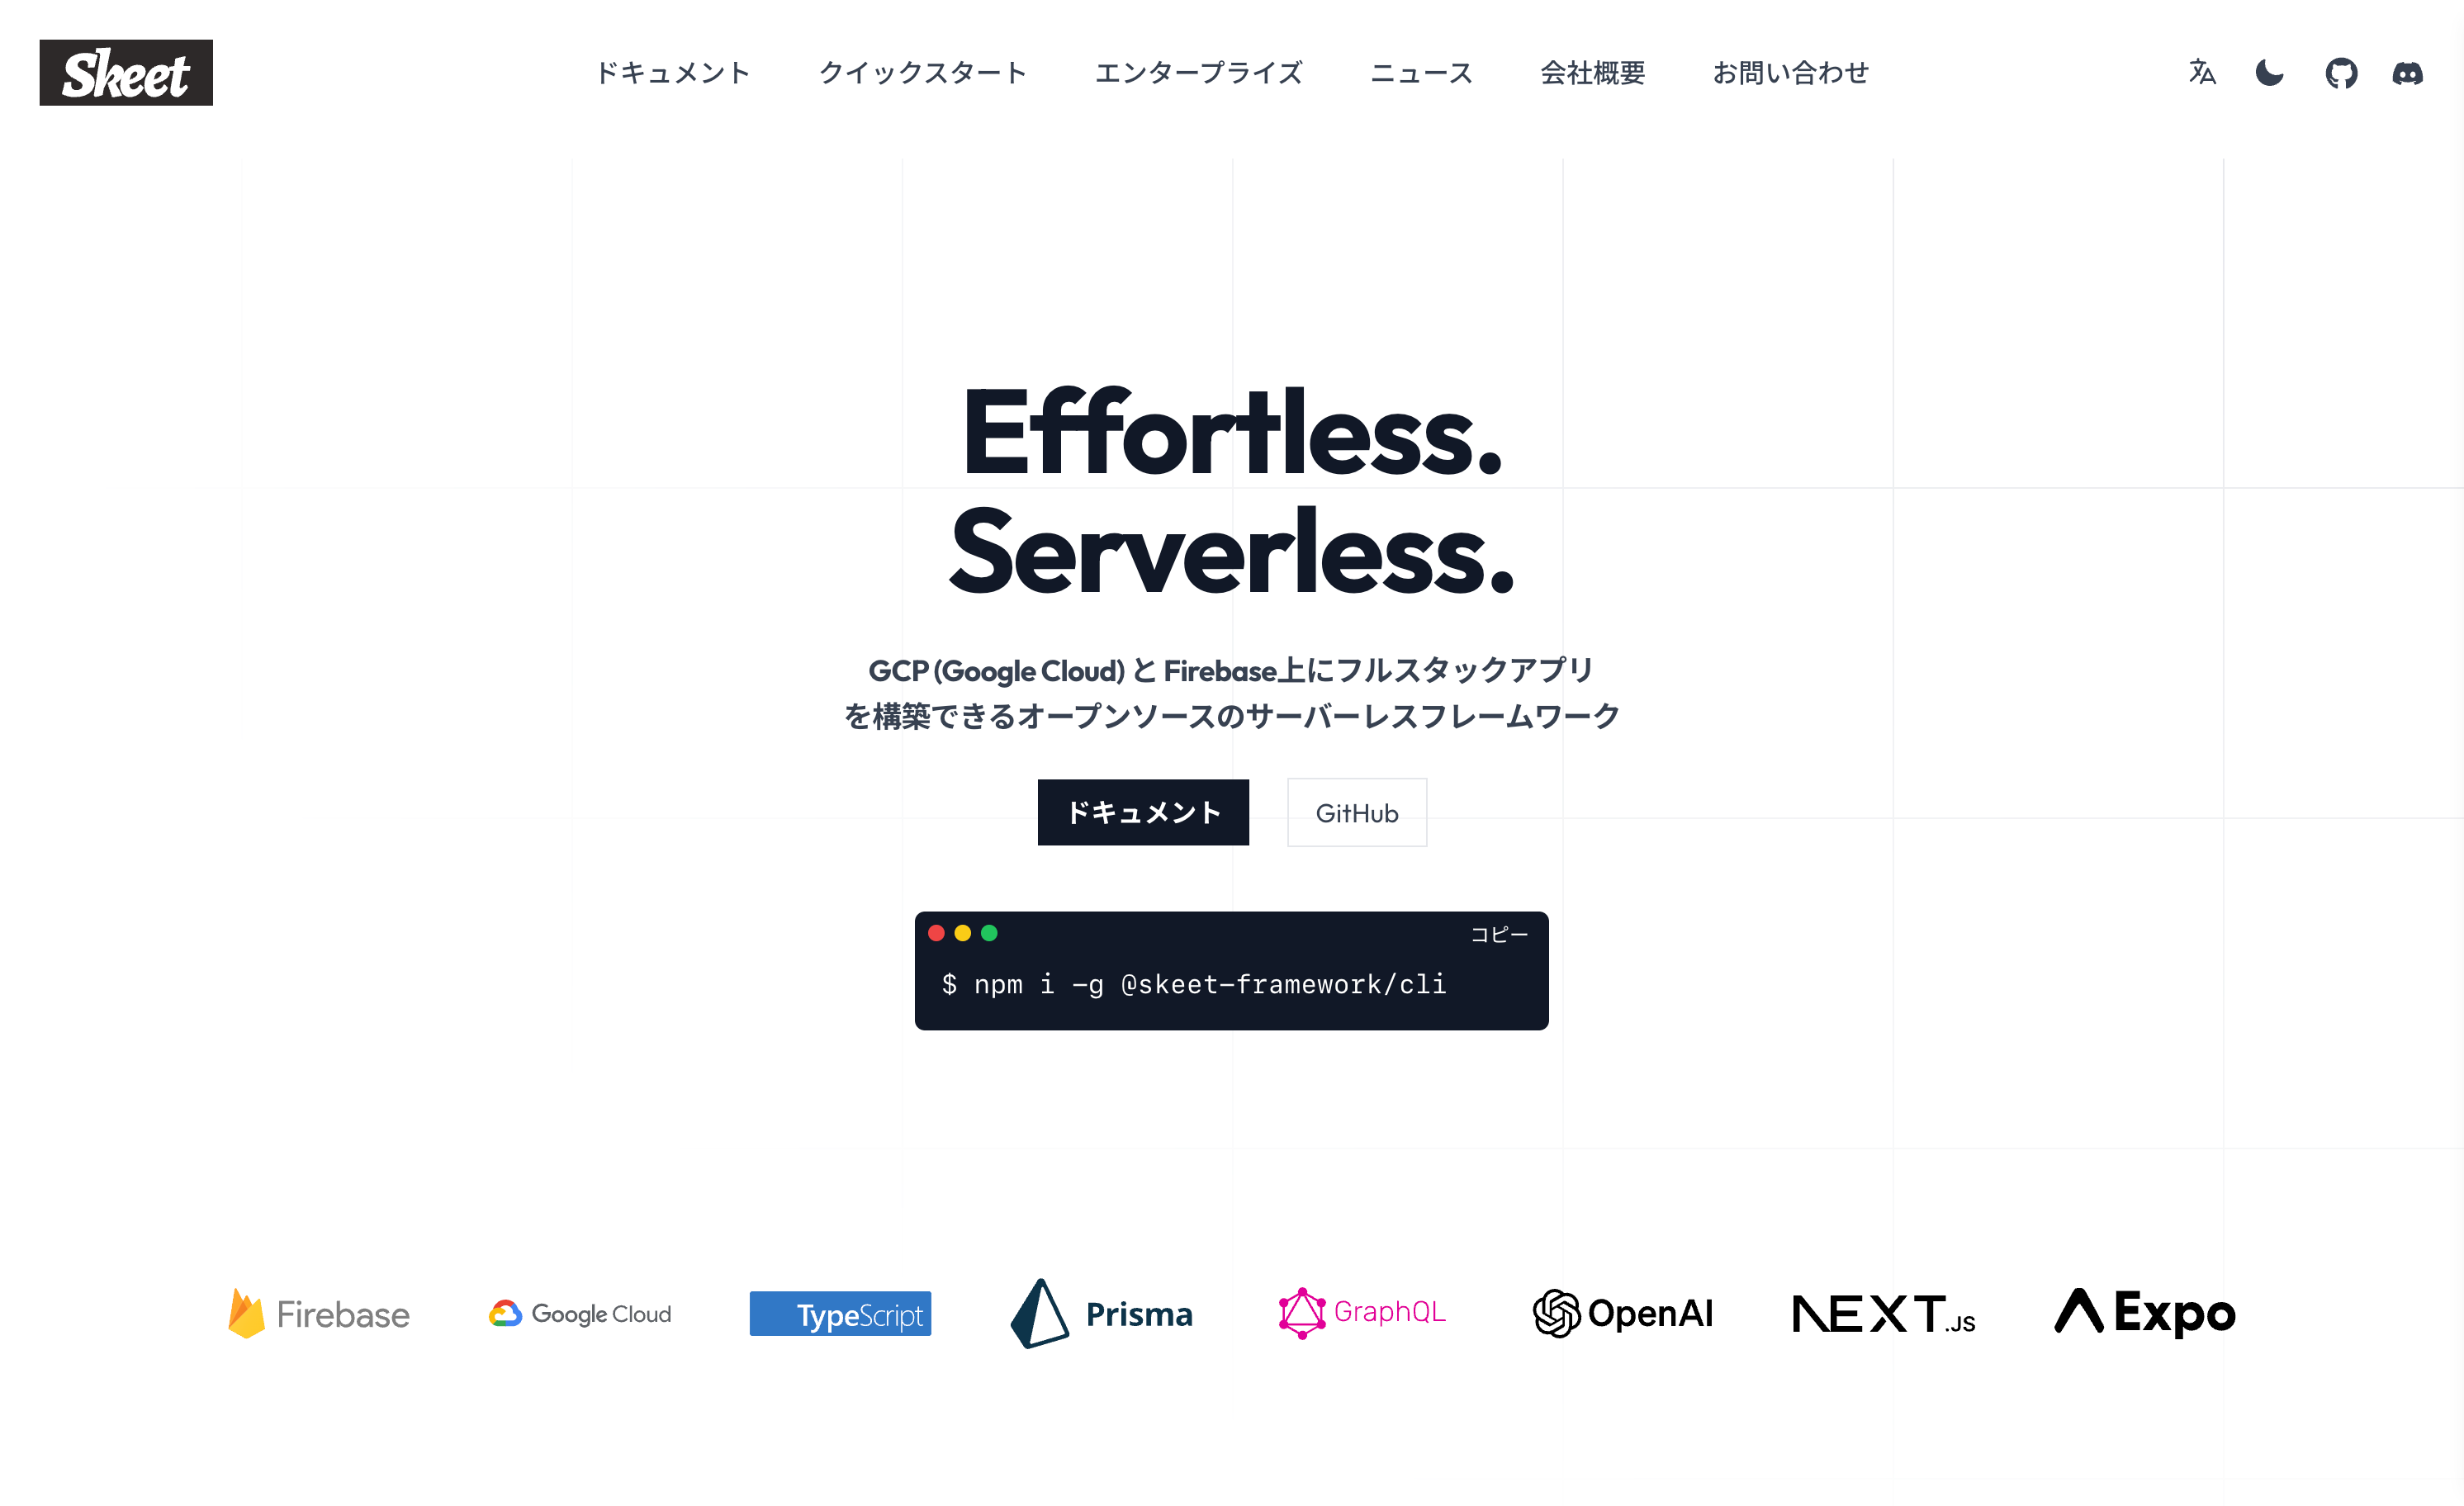 Skeet
ドキュメント クイックスタート エンタープライズ ニュース 会社概要 お問い合わせ
Effortless.
Serverless.
GCP (Google Cloud) と Firebase上にフルスタックアプリ
を構築できるオープンソースのサーバーレスフレームワーク
ドキュメント GitHub
コピー
$ npm i -g @skeet-framework/cli
Firebase Google Cloud TypeScript Prisma GraphQL OpenAI NEXT.JS Expo